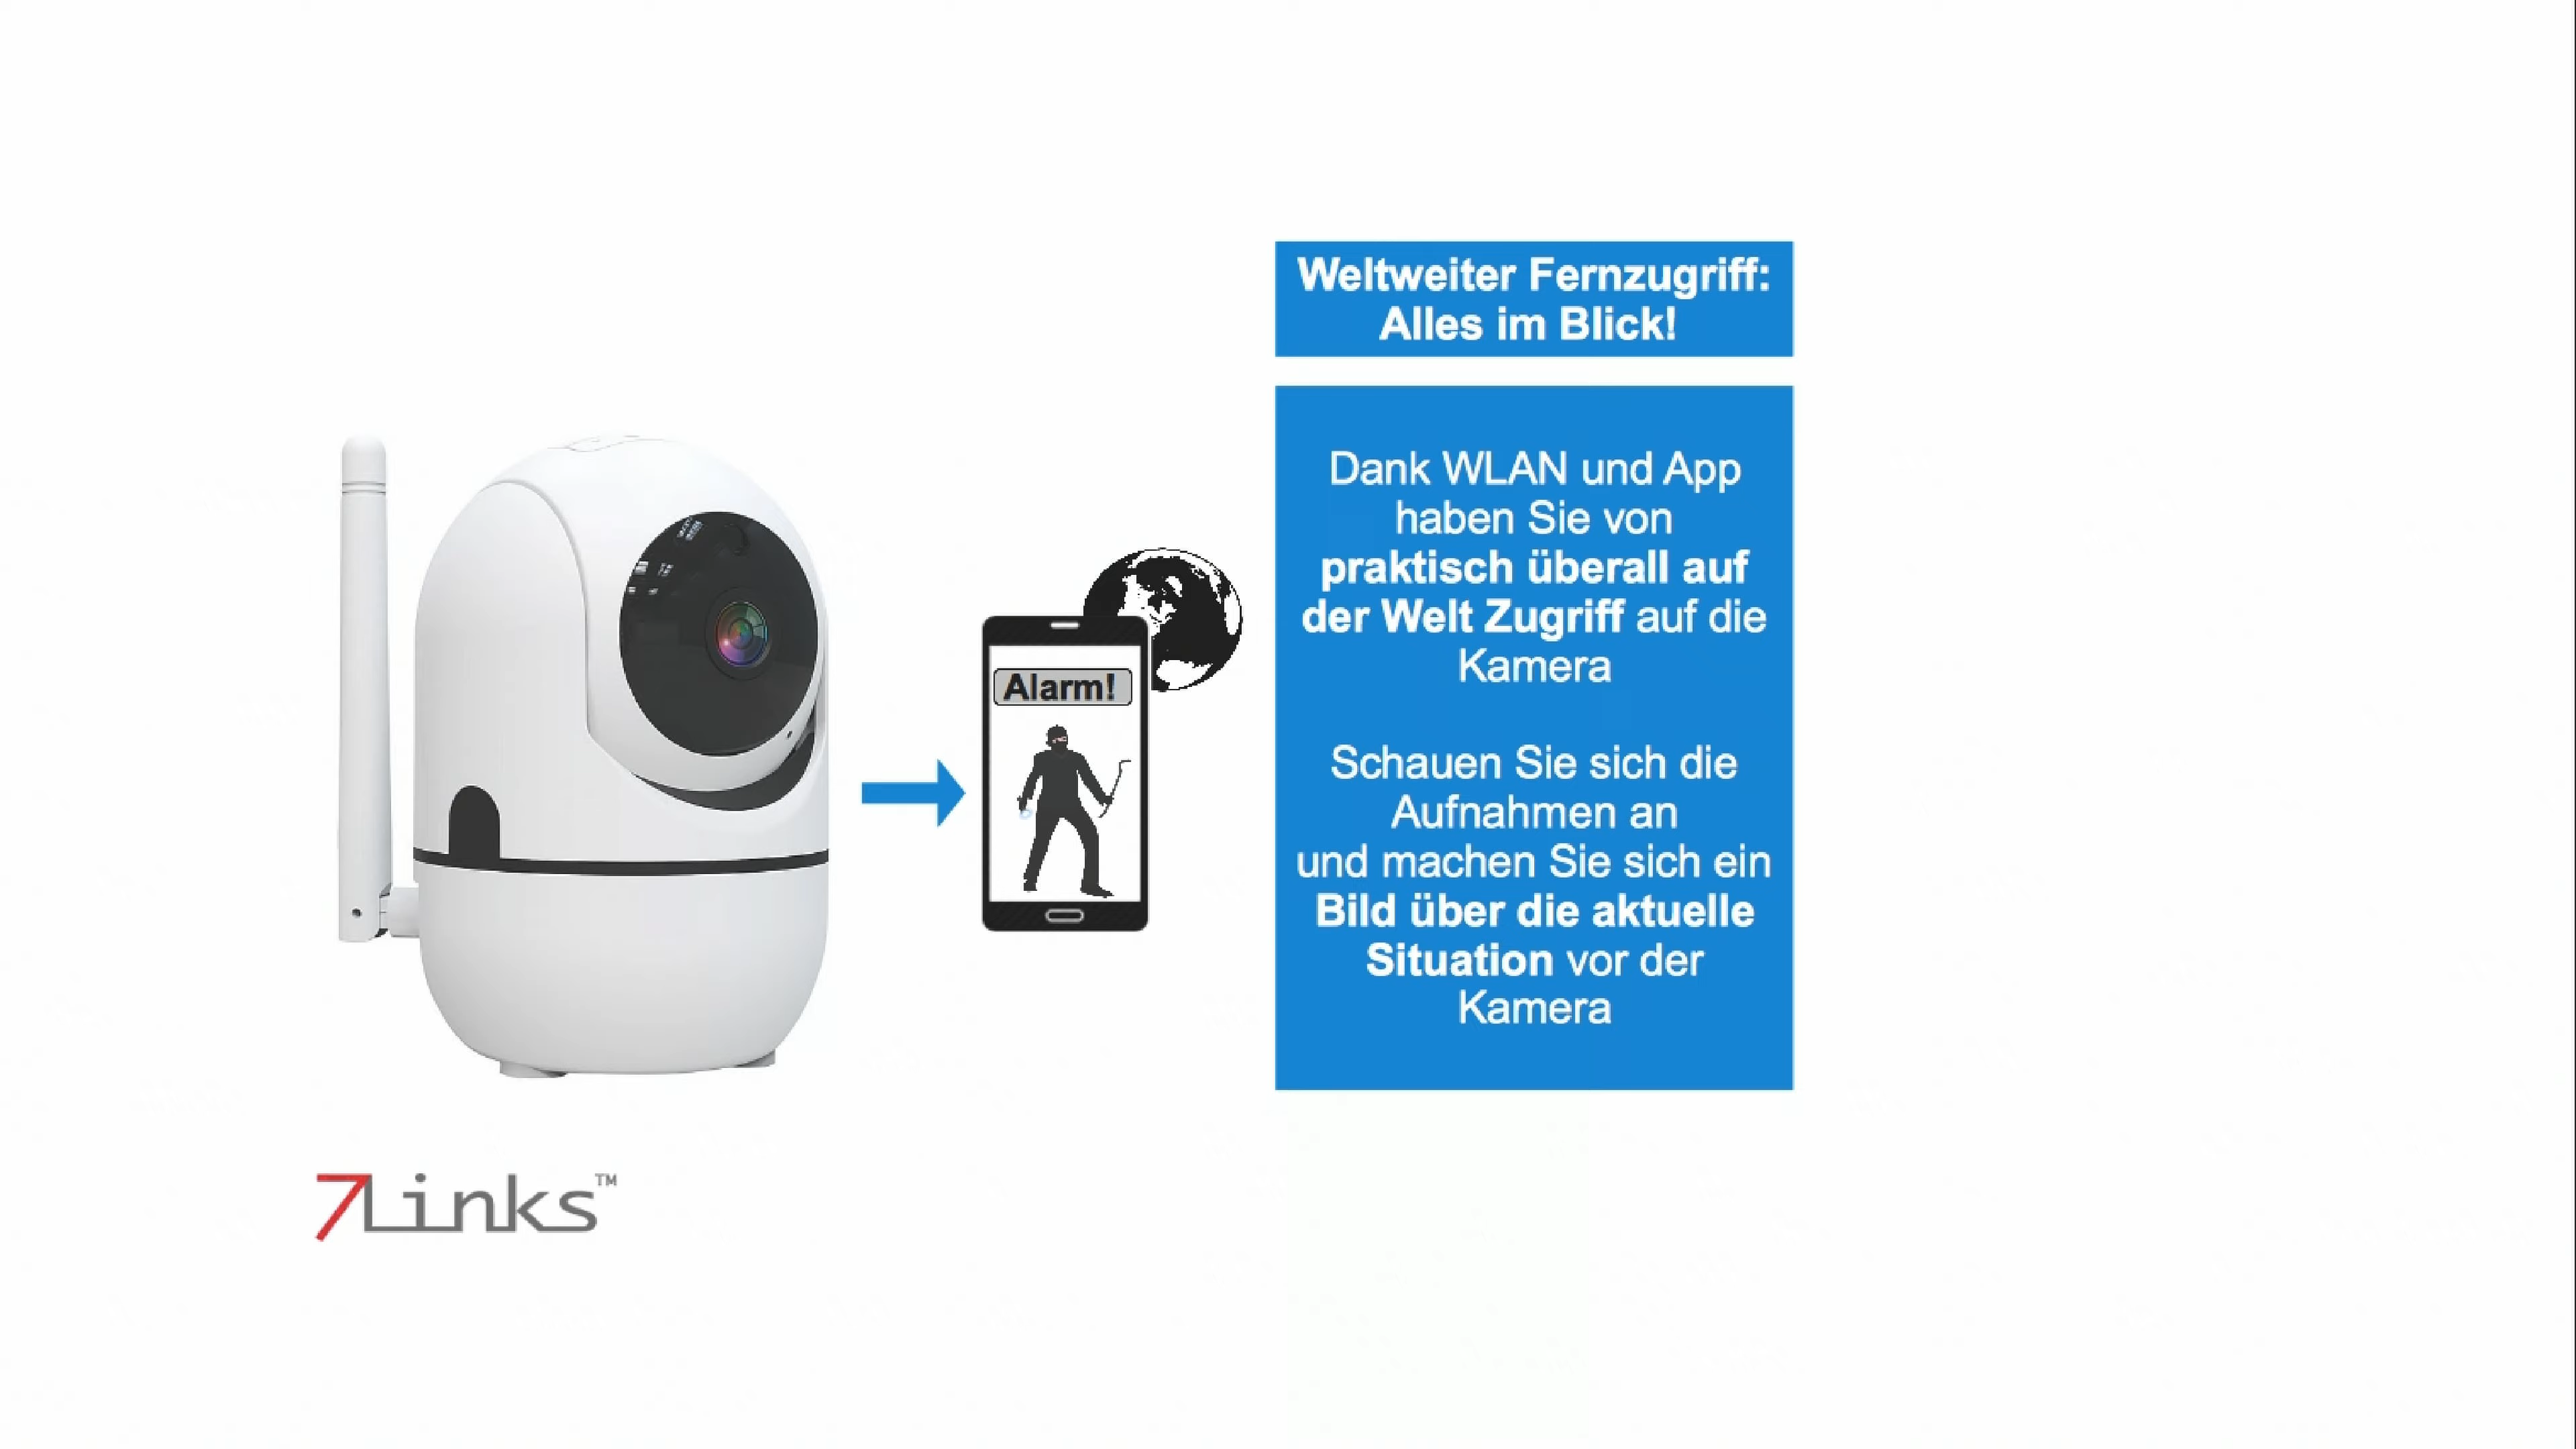 Weltweiter Fernzugriff:
Alles im Blick!
Dank WLAN und App
haben Sie von
praktisch überall auf
der Welt Zugriff auf die
Kamera
Schauen Sie sich die
Aufnahmen an
und machen Sie sich ein
Bild über die aktuelle
Situation vor der
Kamera
Alarm!
7Links™